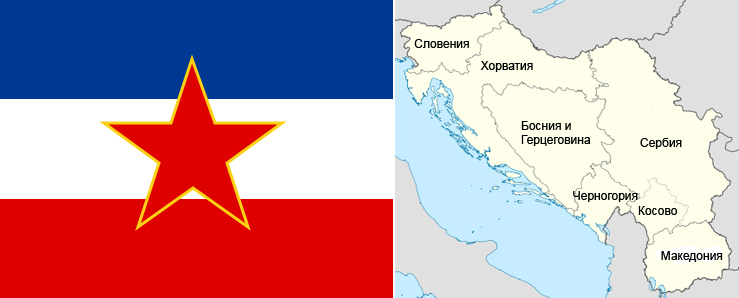 Словения
Хорватия
Босния и
Герцеговина
Сербия
Черногория
Косово
Македония